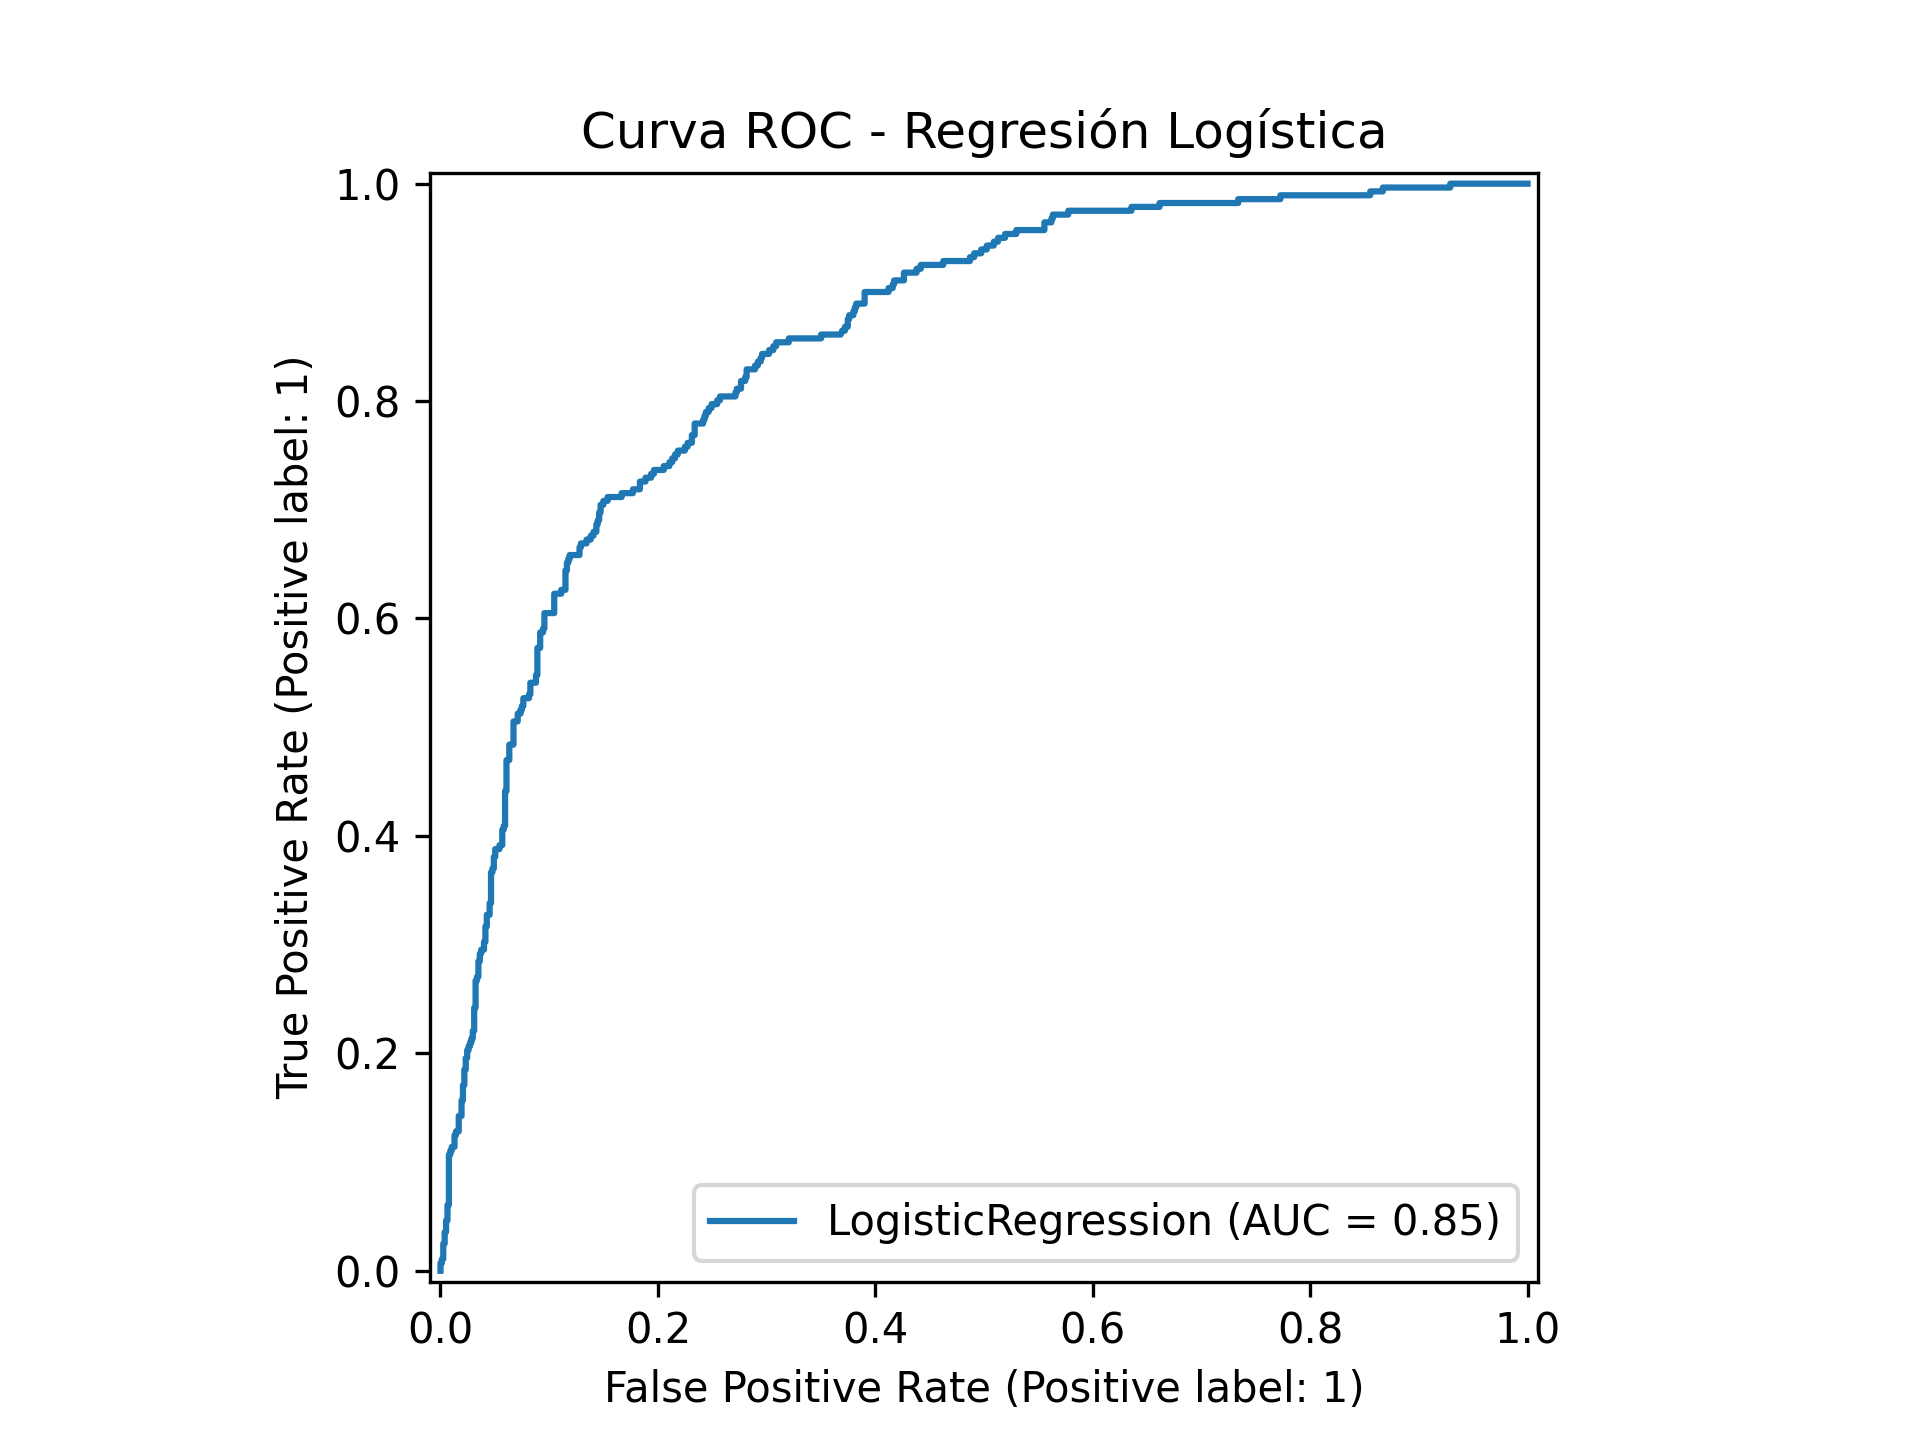 Curva ROC - Regresión Logística
True Positive Rate (Positive label: 1)
1.0
0.8
0.6
0.4
0.2
0.0
LogisticRegression (AUC = 0.85)
0.0 0.2 0.4 0.6 0.8 1.0
False Positive Rate (Positive label: 1)